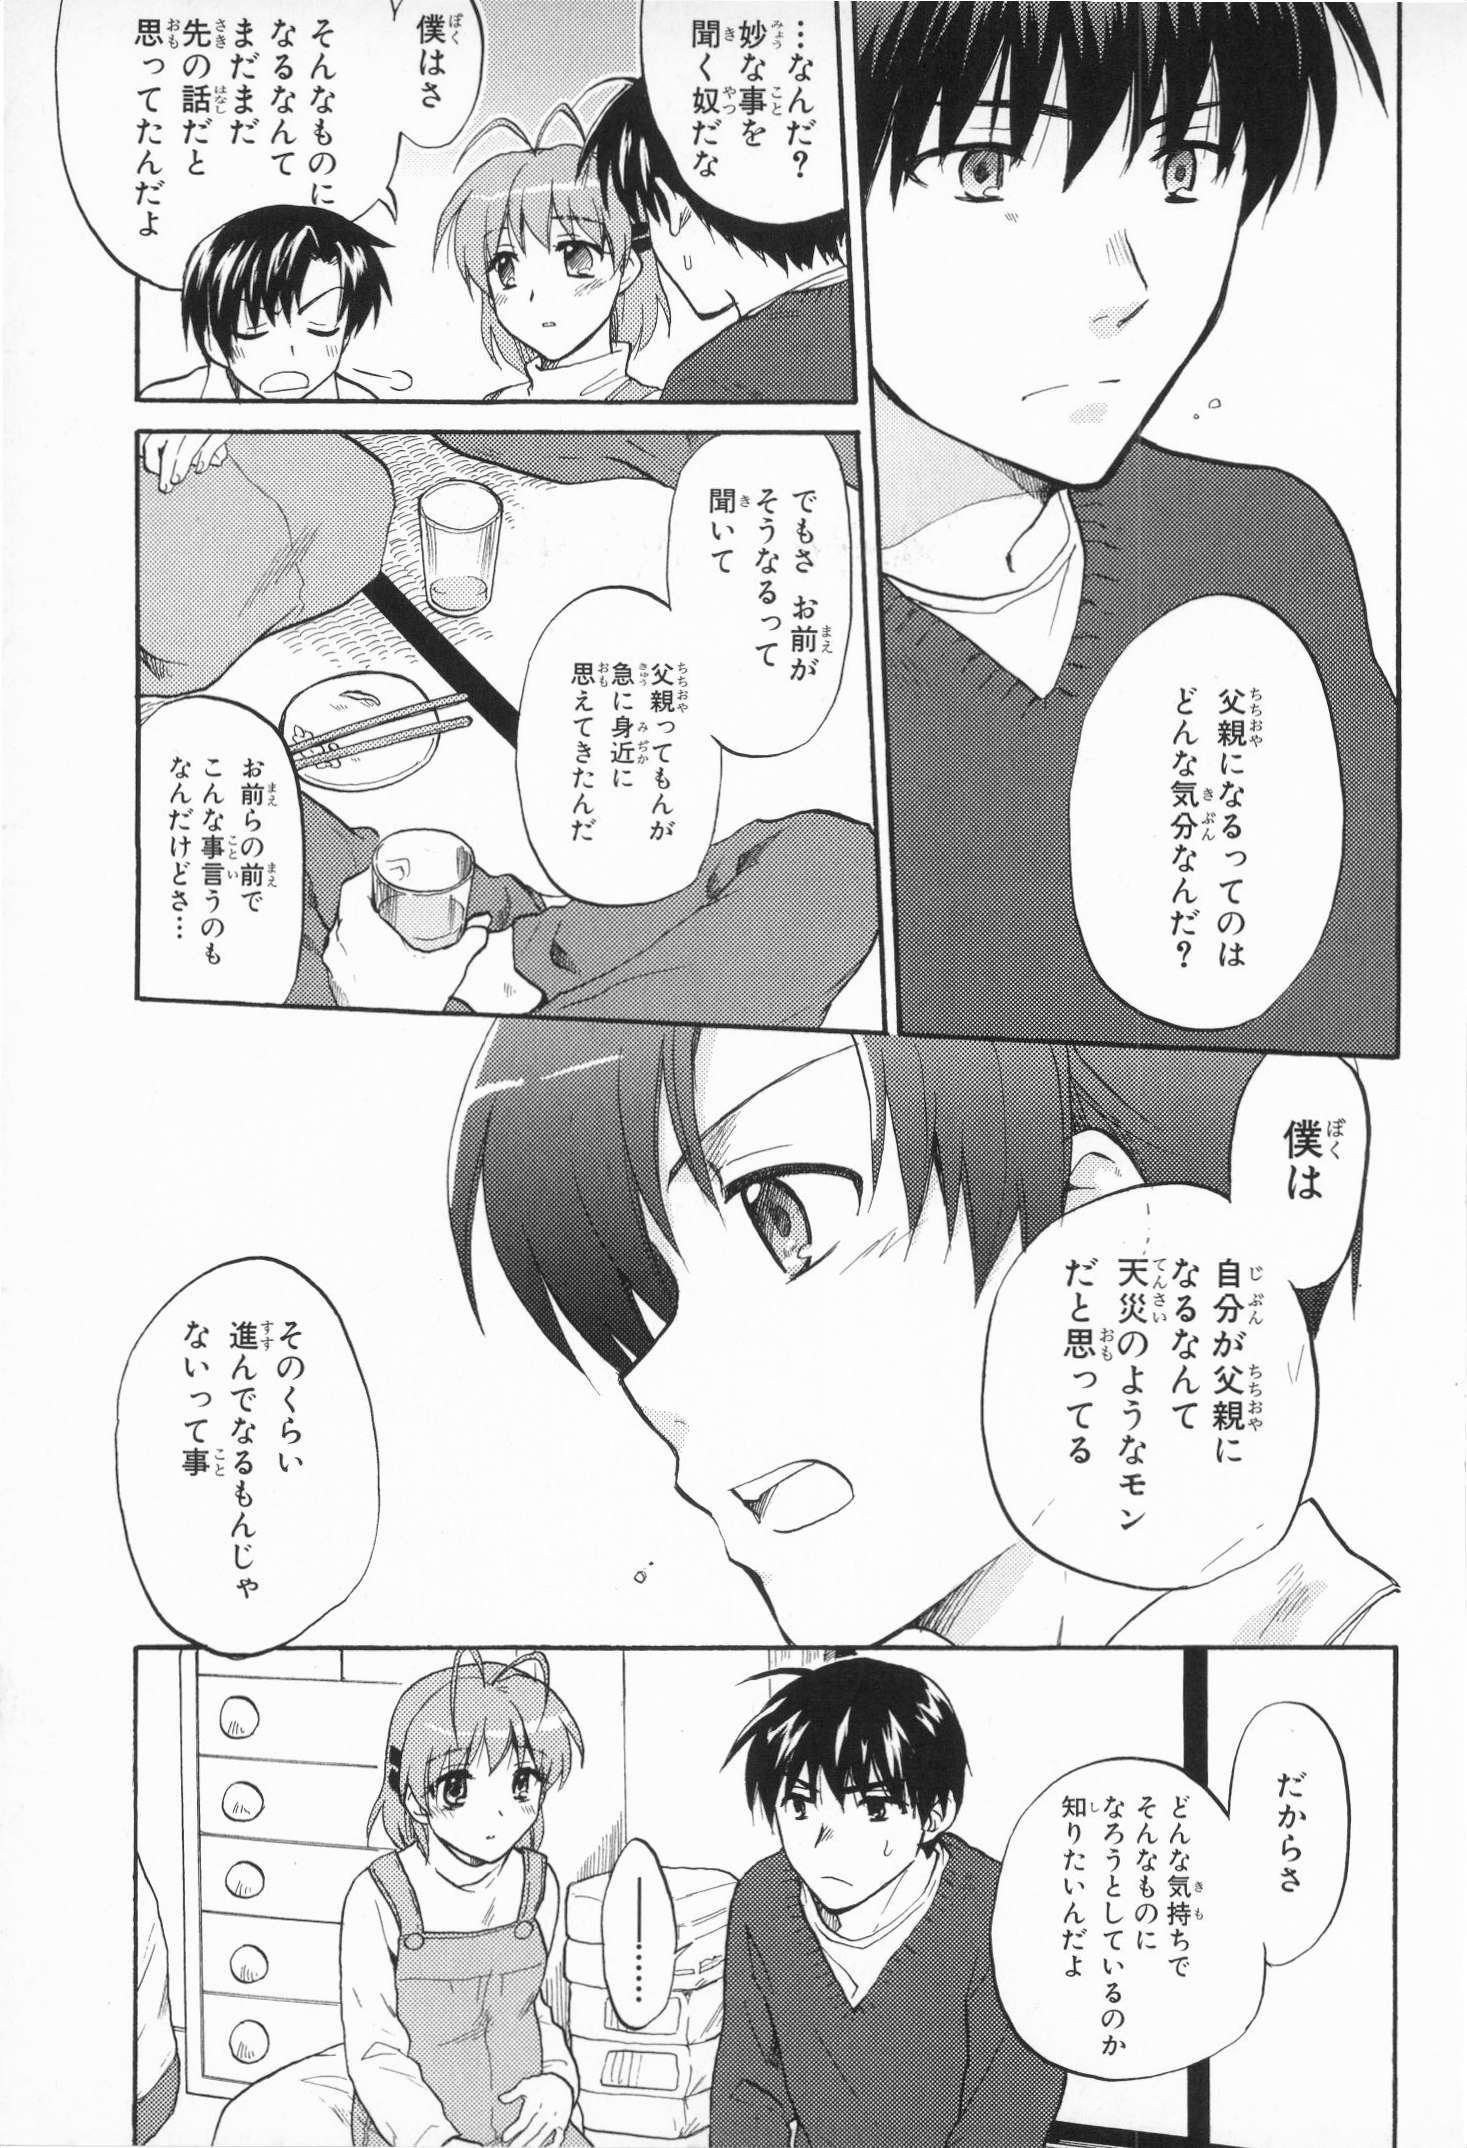 父親になるってのは
どんな気分なんだ?
…なんだ?
妙な事を
聞く奴だな
僕はさ
そんなものに
なるなんて
まだまだ
先の話だと
思ってたんだよ
でもさ お前が
そうなるって
聞いて
父親ってもんが
急に身近に
思えてきたんだ
お前らの前で
こんな事言うのも
なんだけどさ…
僕は
自分が父親に
なるなんて
天災のようなモン
だと思ってる
そのくらい
進んでなるもんじゃ
ないって事
だからさ
どんな気持ちで
そんなものに
なろうとしているのか
知りたいんだよ
――………